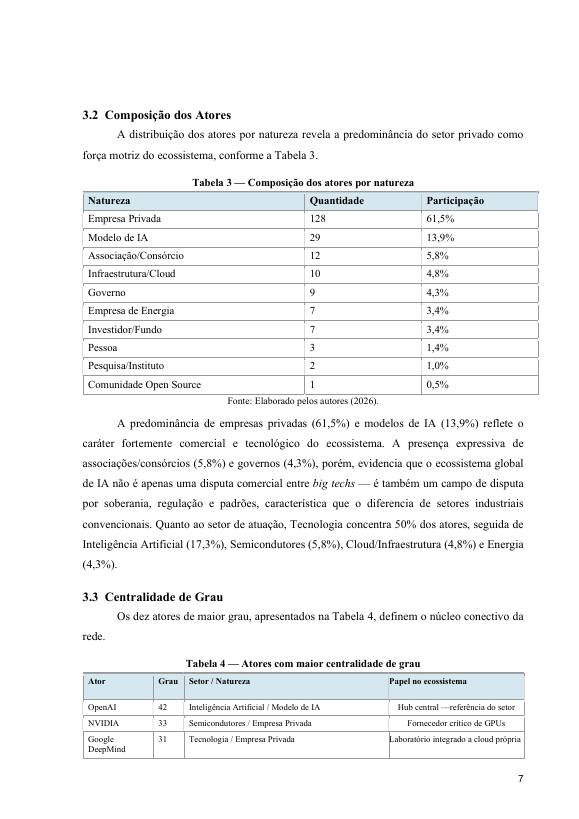 3.2 Composição dos Atores
A distribuição dos atores por natureza revela a predominância do setor privado como
força motriz do ecossistema, conforme a Tabela 3.
Tabela 3 — Composição dos atores por natureza
Natureza Quantidade Participação
Empresa Privada 128 61,5%
Modelo de IA 29 13,9%
Associação/Consórcio 12 5,8%
Infraestrutura/Cloud 10 4,8%
Governo 9 4,3%
Empresa de Energia 7 3,4%
Investidor/Fundo 7 3,4%
Pessoa 3 1,4%
Pesquisa/Instituto 2 1,0%
Comunidade Open Source 1 0,5%
Fonte: Elaborado pelos autores (2026).
A predominância de empresas privadas (61,5%) e modelos de IA (13,9%) reflete o
caráter fortemente comercial e tecnológico do ecossistema. A presença expressiva de
associações/consórcios (5,8%) e governos (4,3%), porém, evidencia que o ecossistema global
de IA não é apenas uma disputa comercial entre big techs — é também um campo de disputa
por soberania, regulação e padrões, característica que o diferencia de setores industriais
convencionais. Quanto ao setor de atuação, Tecnologia concentra 50% dos atores, seguida de
Inteligência Artificial (17,3%), Semicondutores (5,8%), Cloud/Infraestrutura (4,8%) e Energia
(4,3%).
3.3 Centralidade de Grau
Os dez atores de maior grau, apresentados na Tabela 4, definem o núcleo conectivo da
rede.
Tabela 4 — Atores com maior centralidade de grau
Ator Grau Setor / Natureza Papel no ecossistema
OpenAI 42 Inteligência Artificial / Modelo de IA Hub central —referência do setor
NVIDIA 33 Semicondutores / Empresa Privada Fornecedor crítico de GPUs
Google 31 Tecnologia / Empresa Privada Laboratório integrado a cloud própria
DeepMind
7